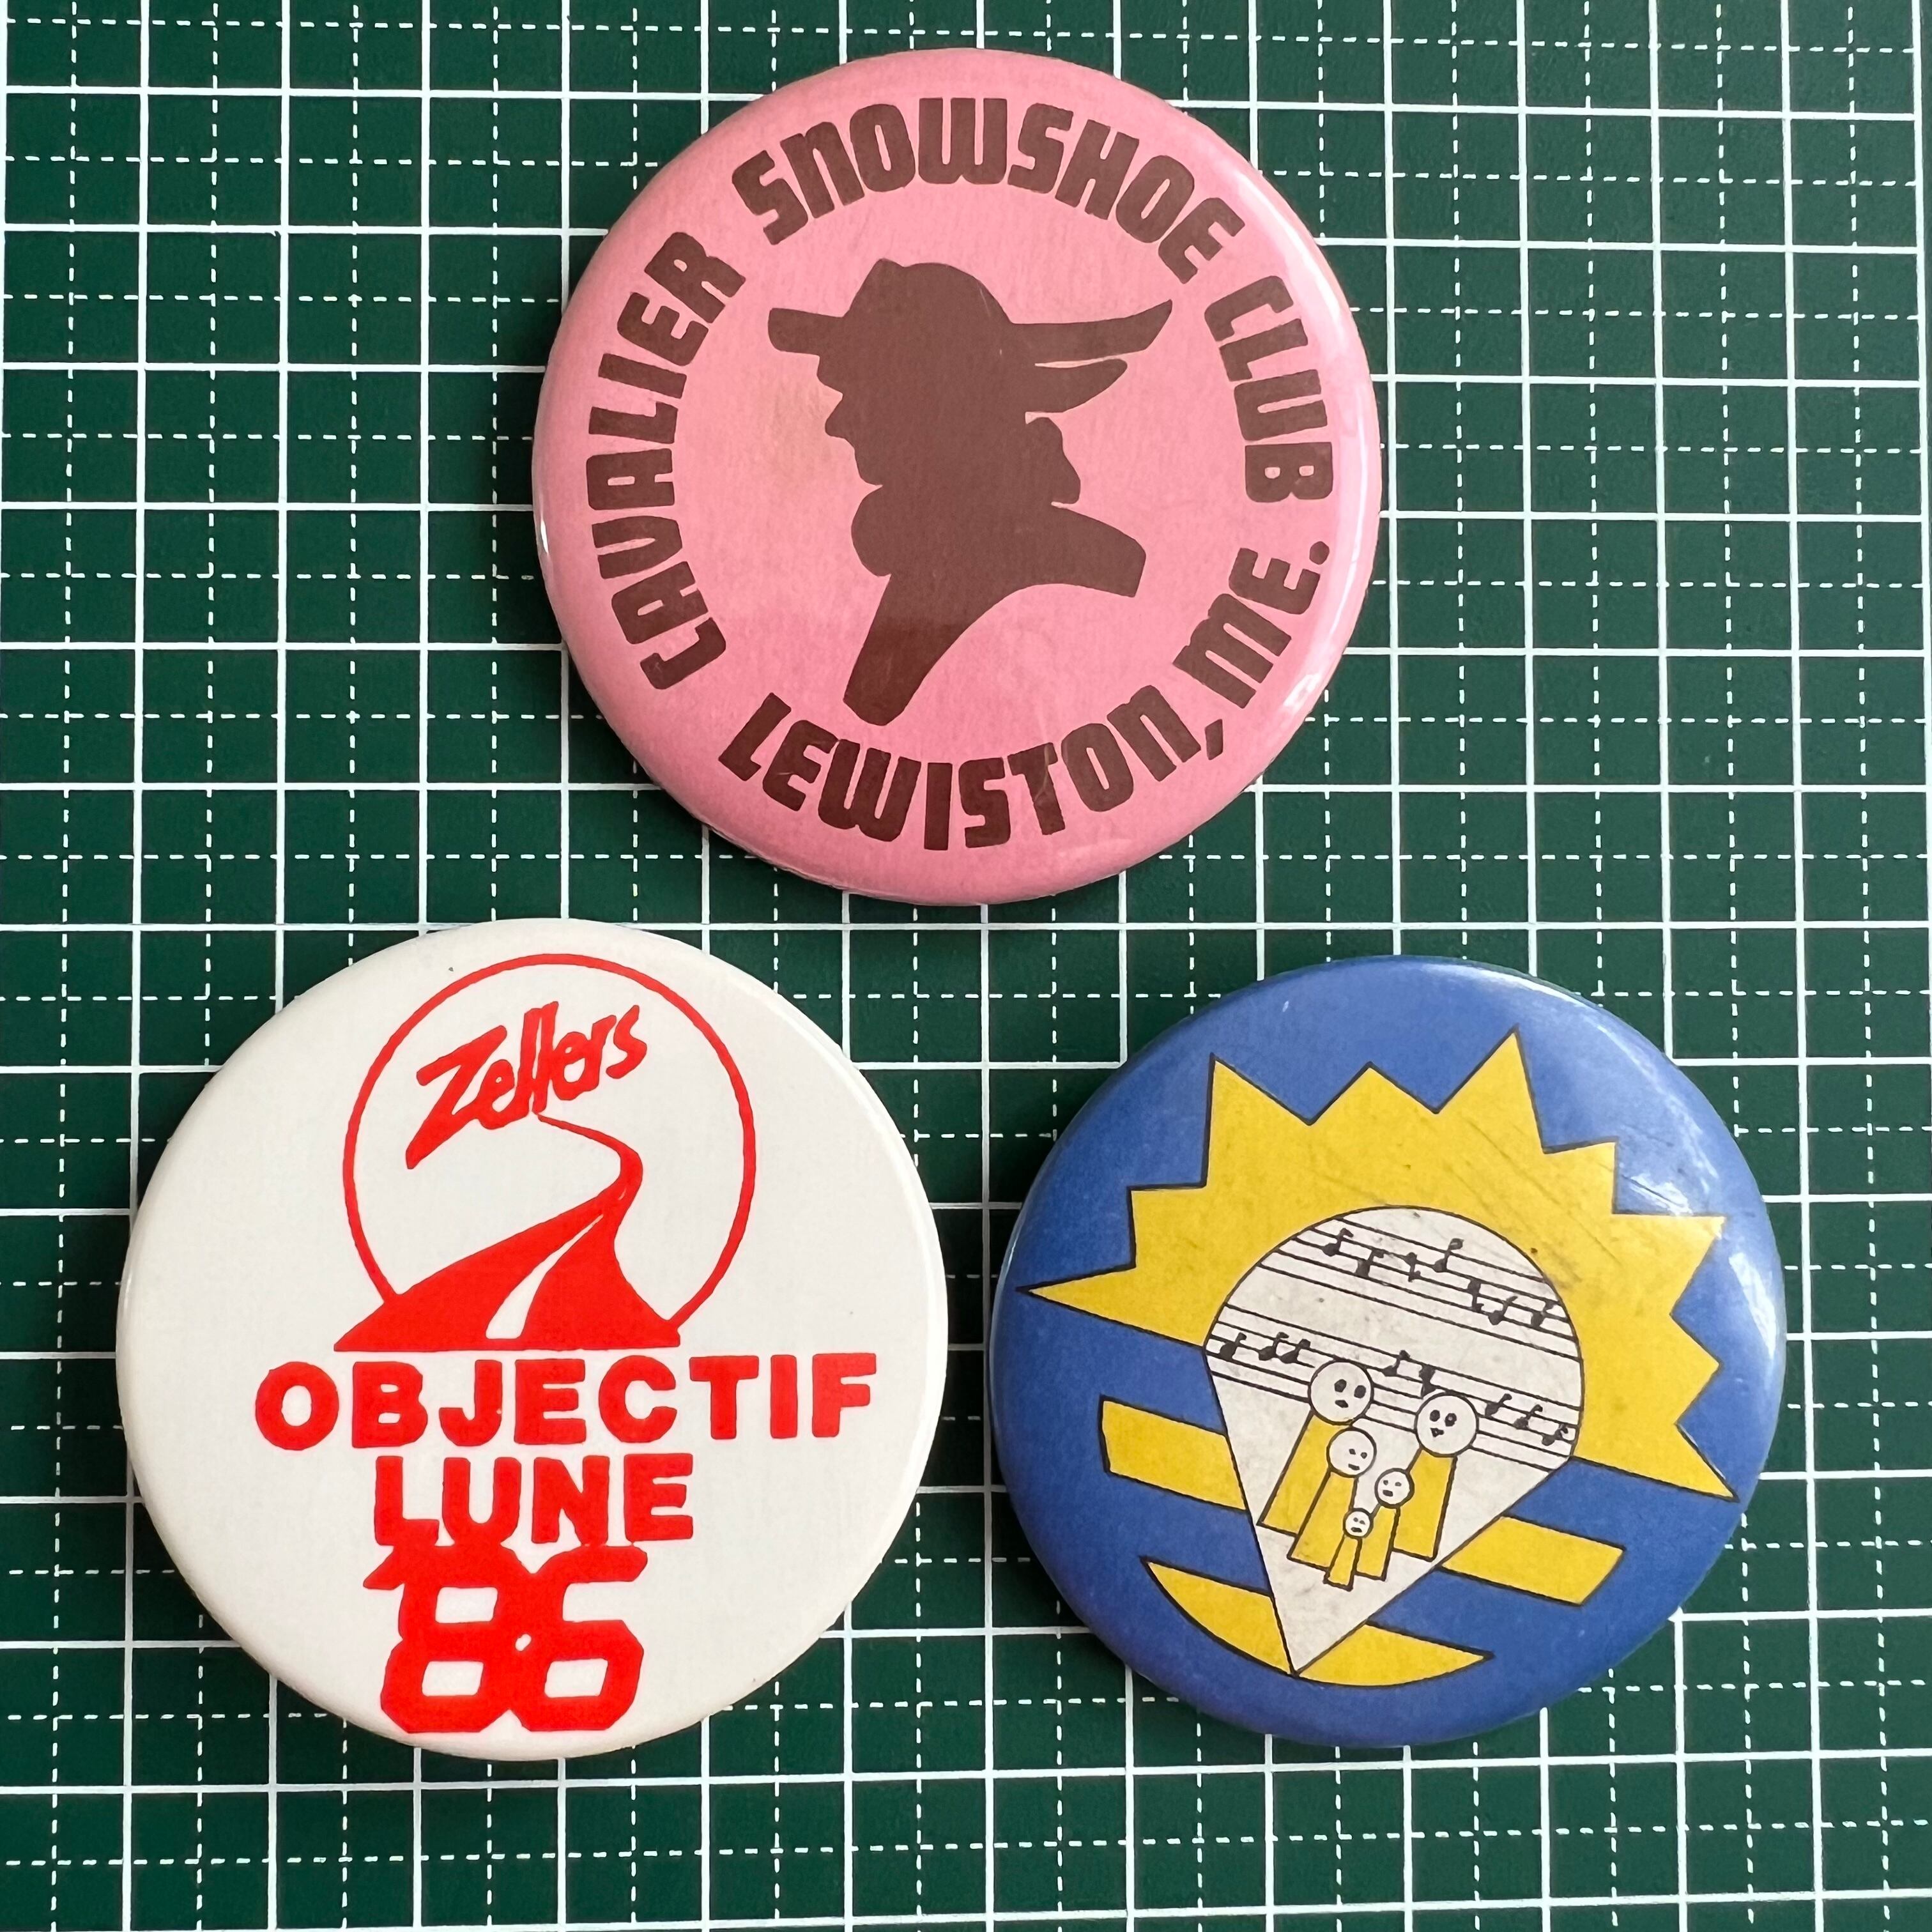 CAVALIER SNOWSHOE CLUB
LEWISTON, ME.
Zellers
OBJECTIF
LUNE
'86